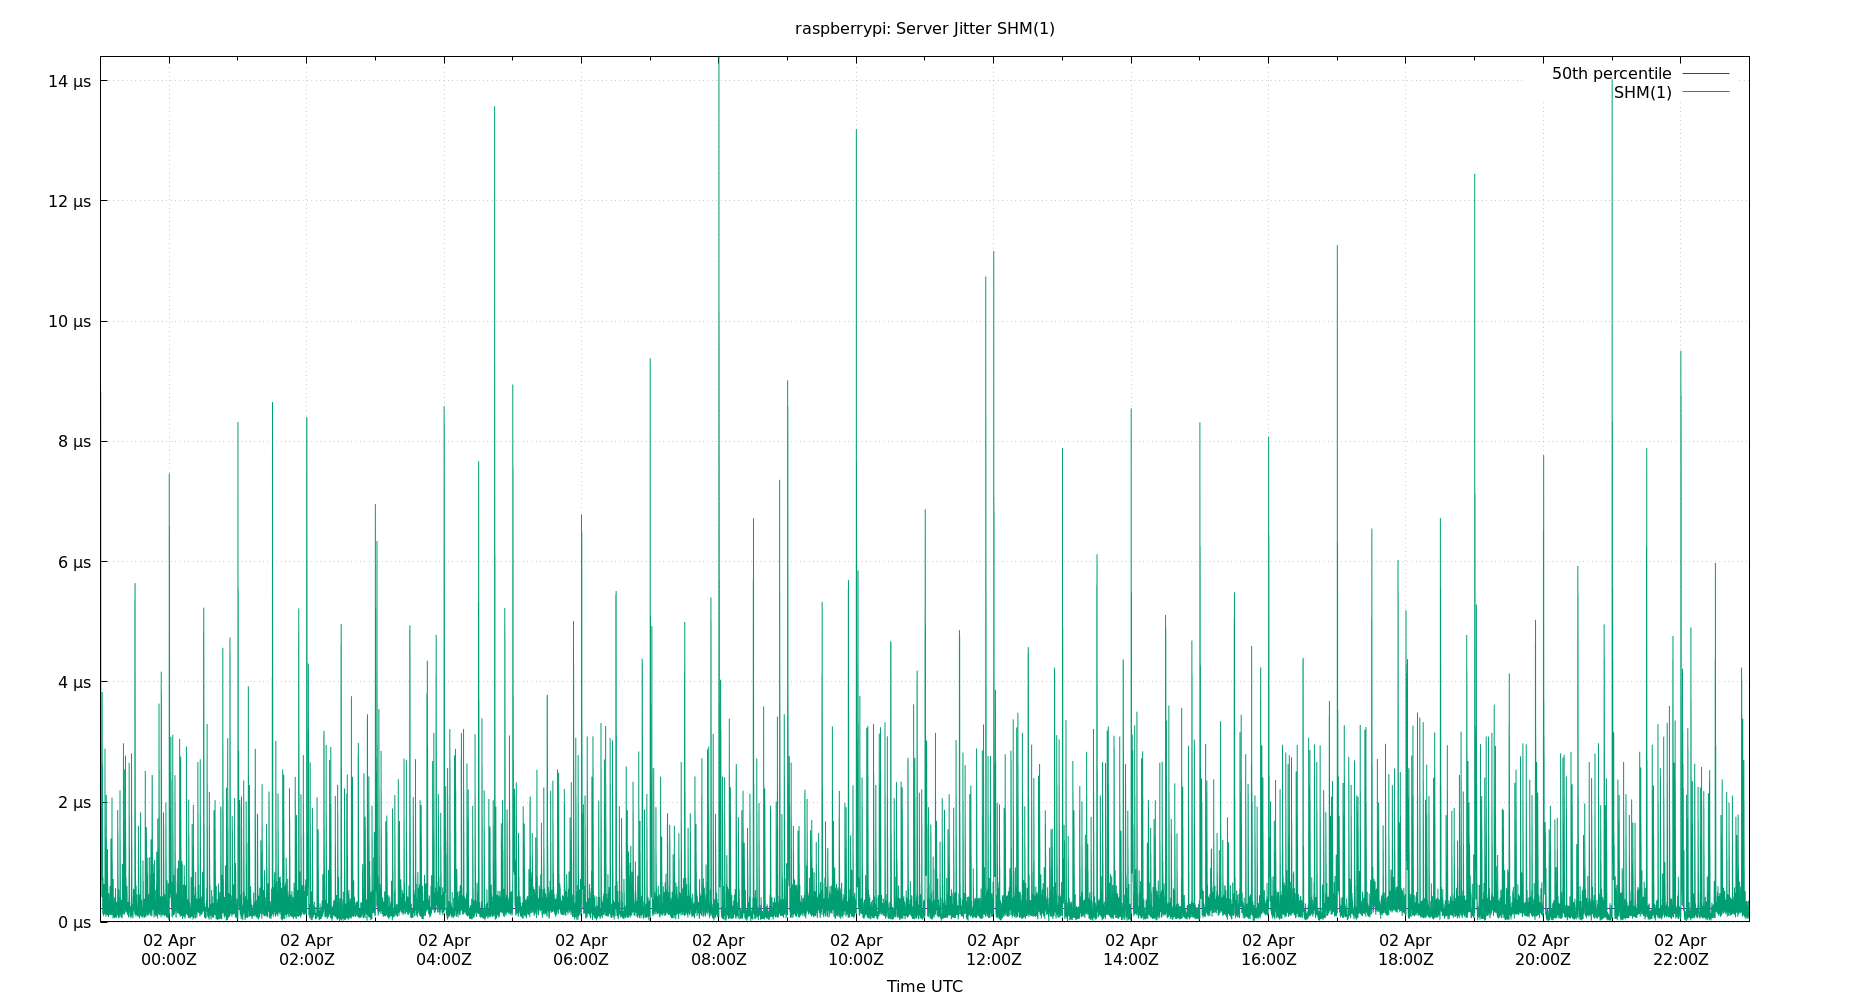 raspberrypi: Server Jitter SHM(1)
14 µs
50th percentile
SHM(1)
12 µs
10 µs
8 µs
6 µs
4 µs
2 µs
0 µs
02 Apr 02 Apr 02 Apr 02 Apr 02 Apr 02 Apr 02 Apr 02 Apr 02 Apr 02 Apr 02 Apr 02 Apr
00:00Z 02:00Z 04:00Z 06:00Z 08:00Z 10:00Z 12:00Z 14:00Z 16:00Z 18:00Z 20:00Z 22:00Z
Time UTC